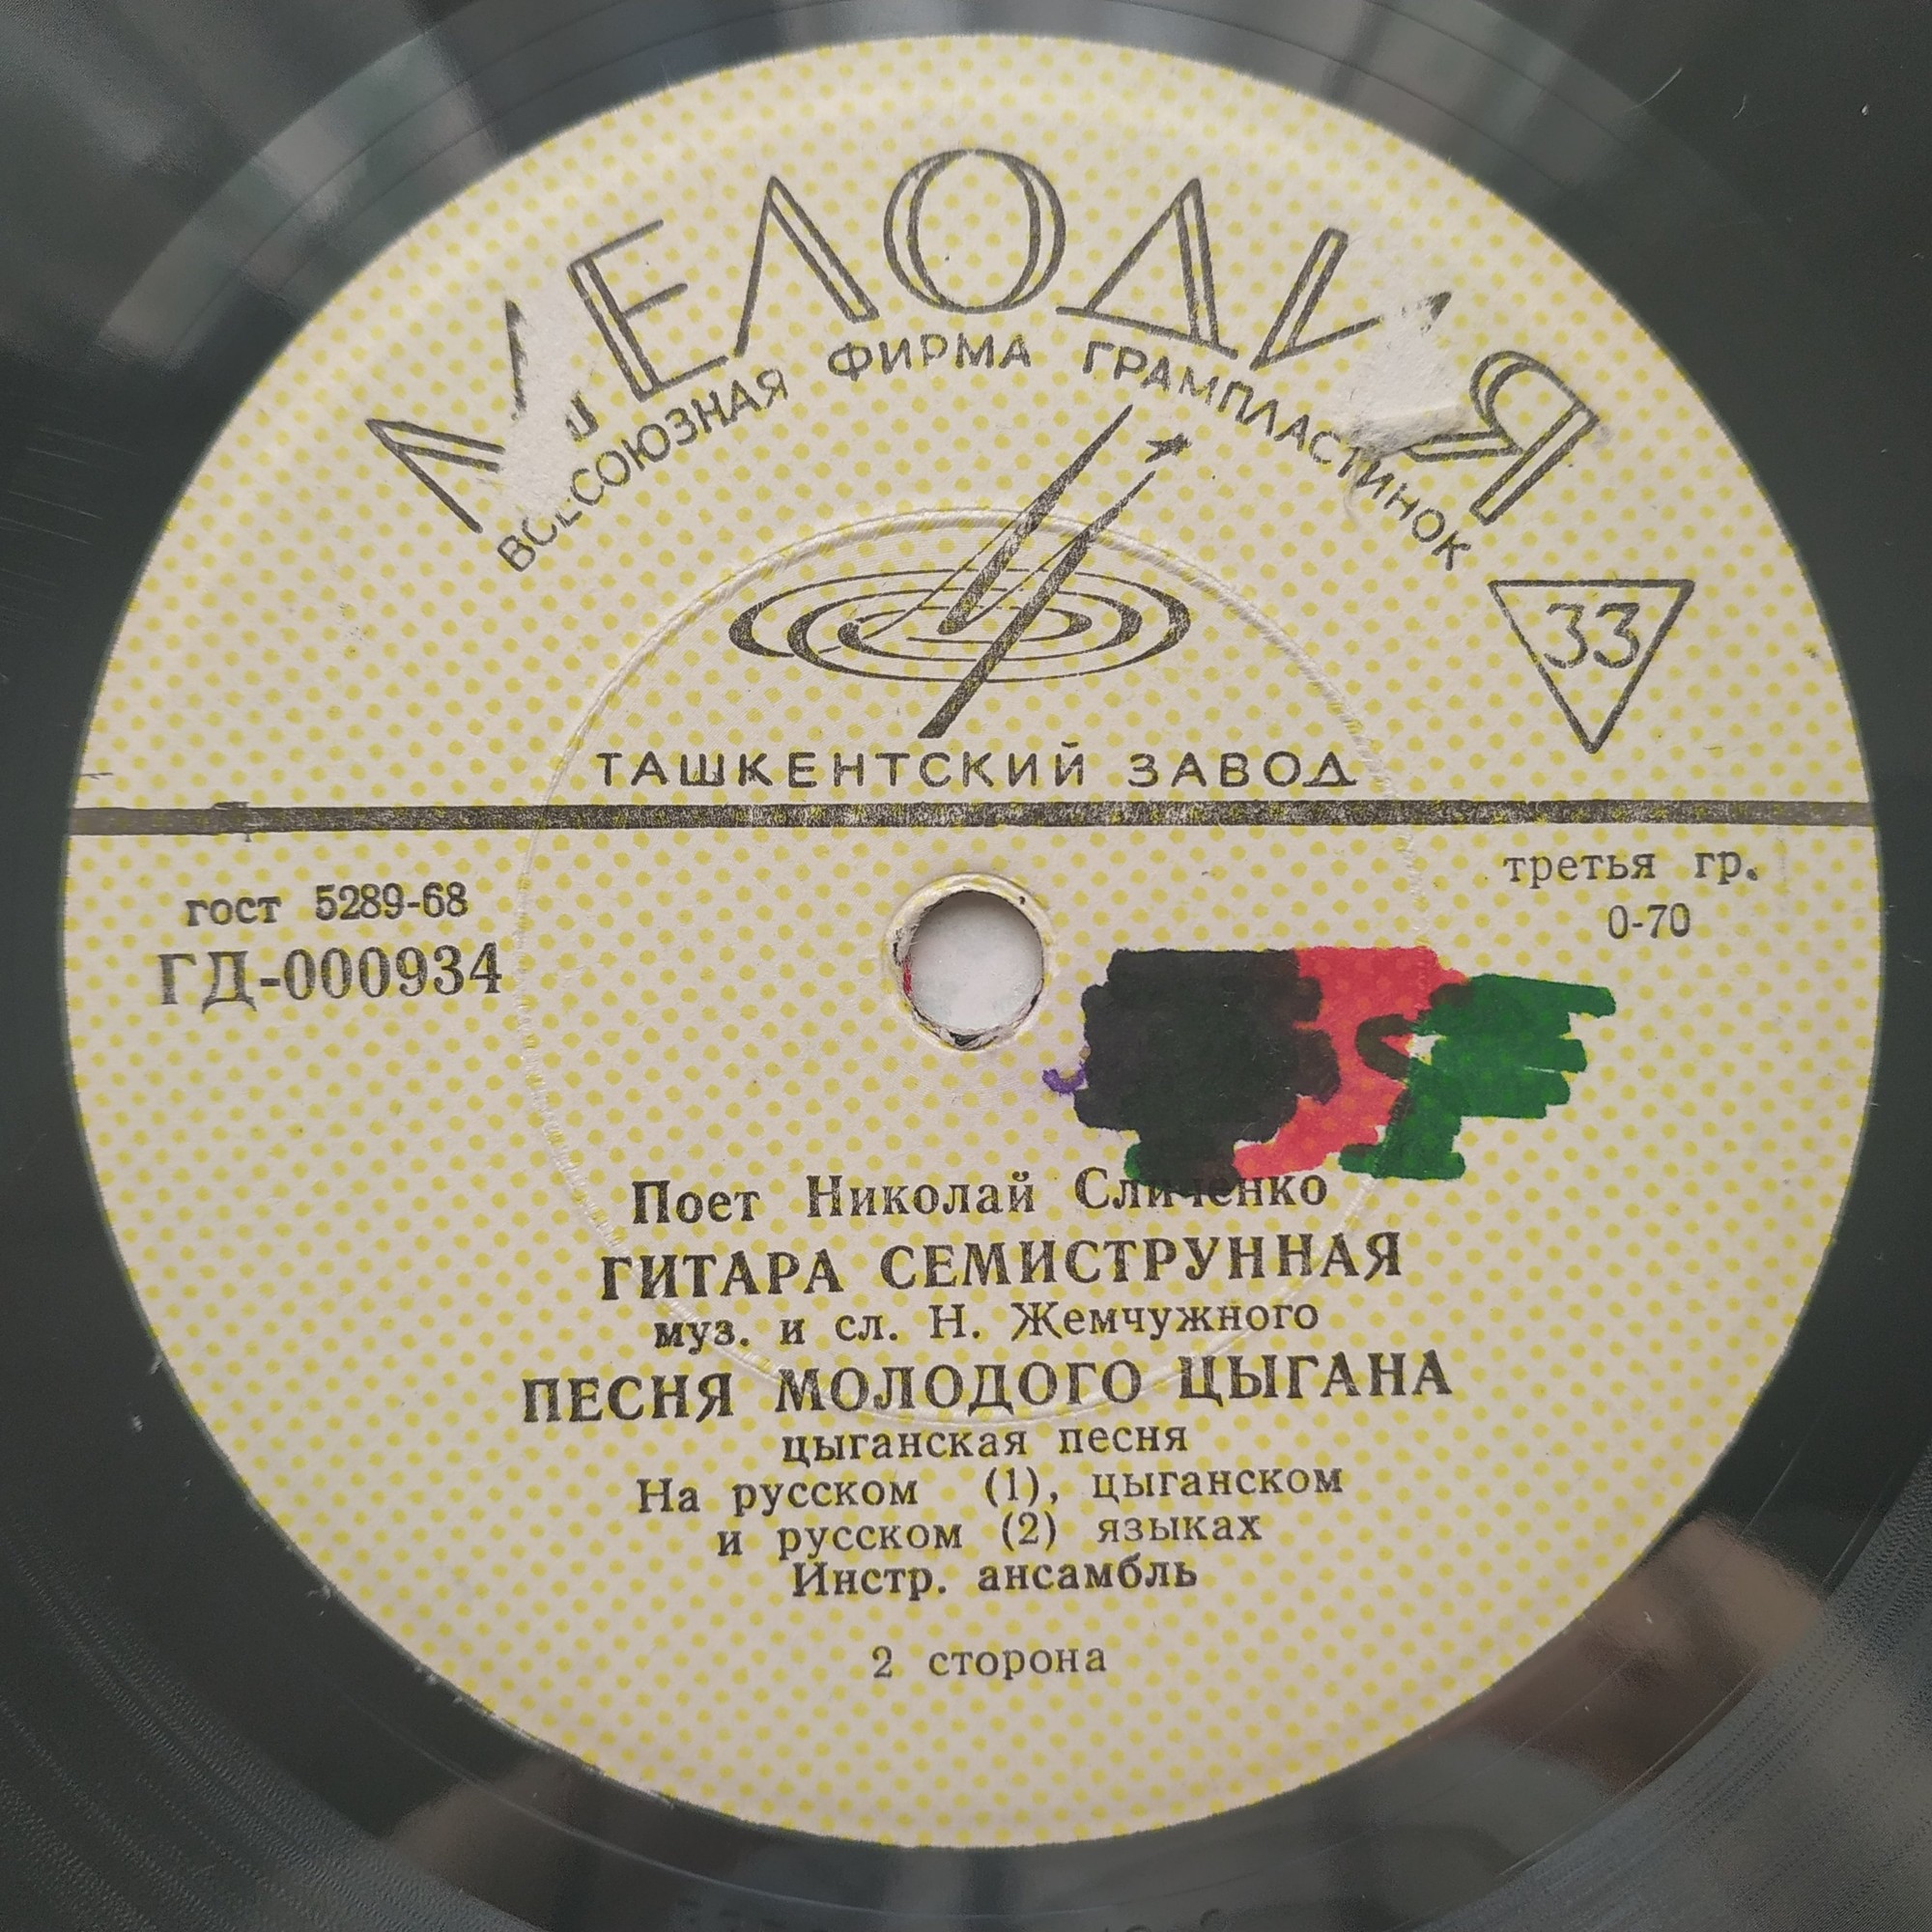 МЕЛОДИЯ
ВСЕСОЮЗНАЯ ФИРМА ГРАМПЛАСТИНОК
33
ТАШКЕНТСКИЙ ЗАВОД
гост 5289-68
ГД-000934
третья гр.
0-70
Поет Николай Сличенко
ГИТАРА СЕМИСТРУННАЯ
муз. и сл. Н. Жемчужного
ПЕСНЯ МОЛОДОГО ЦЫГАНА
цыганская песня
На русском (1), цыганском
и русском (2) языках
Инстр. ансамбль
2 сторона